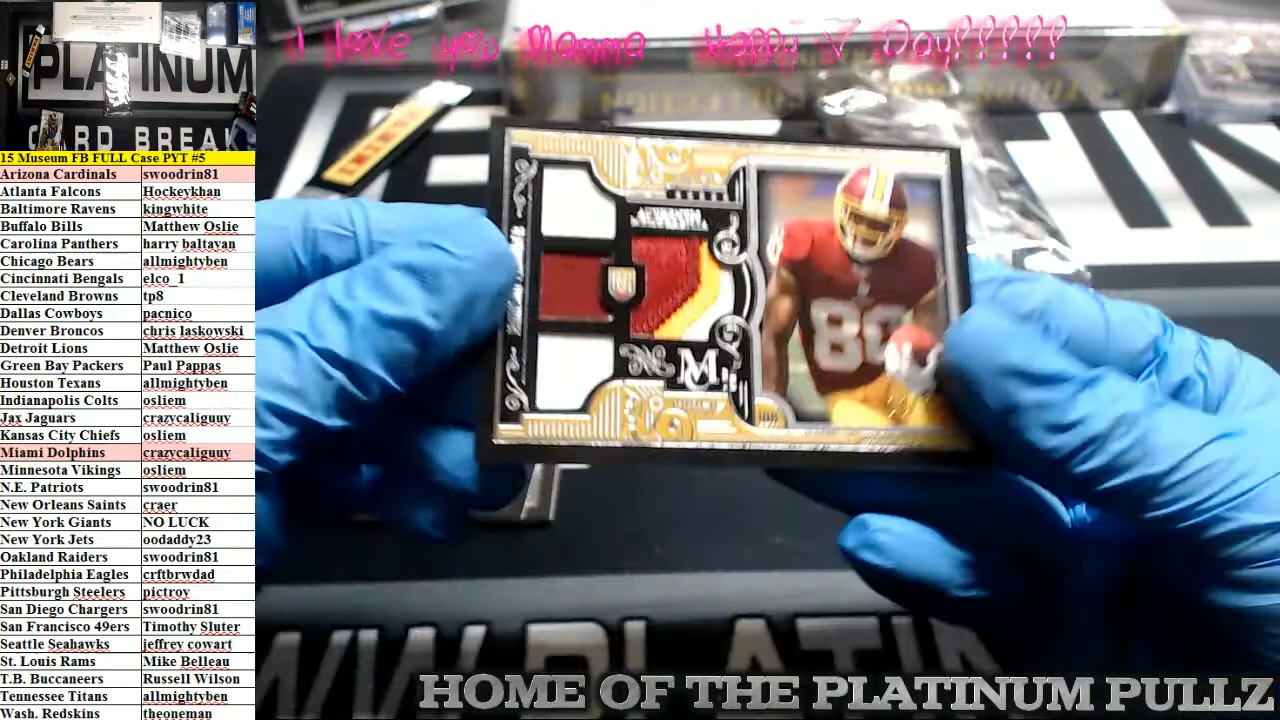 I love you Mamma Happy V Day!!!!!
PLATINUM
CARD BREA
15 Museum FB FULL Case PYT #5
Arizona Cardinals swoodrin81
Atlanta Falcons Hockeykhan
Baltimore Ravens kingwhite
Buffalo Bills Matthew Oslie
Carolina Panthers harry baltayan
Chicago Bears allmightyben
Cincinnati Bengals elco_1
Cleveland Browns tp8
Dallas Cowboys pacnico
Denver Broncos chris laskowski
Detroit Lions Matthew Oslie
Green Bay Packers Paul Pappas
Houston Texans allmightyben
Indianapolis Colts osliem
Jax Jaguars crazycaliguuy
Kansas City Chiefs osliem
Miami Dolphins crazycaliguuy
Minnesota Vikings osliem
N.E. Patriots swoodrin81
New Orleans Saints craer
New York Giants NO LUCK
New York Jets oodaddy23
Oakland Raiders swoodrin81
Philadelphia Eagles crftbrwdad
Pittsburgh Steelers pictroy
San Diego Chargers swoodrin81
San Francisco 49ers Timothy Sluter
Seattle Seahawks jeffrey cowart
St. Louis Rams Mike Belleau
T.B. Buccaneers Russell Wilson
Tennessee Titans allmightyben
Wash. Redskins theoneman
MC
WW.PLATIN
HOME OF THE PLATINUM PULLZ